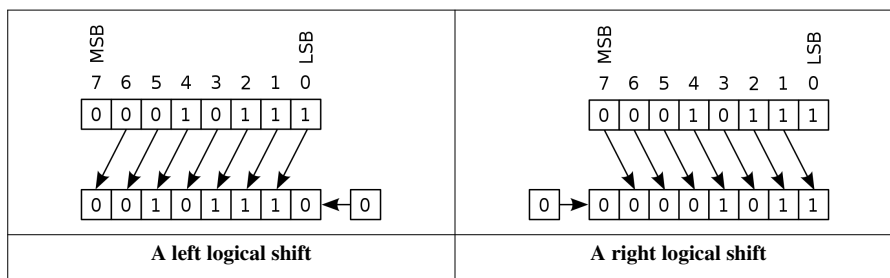 MSB LSB
7 6 5 4 3 2 1 0
0 0 0 1 0 1 1 1
0 0 1 0 1 1 1 0 0
A left logical shift
MSB LSB
7 6 5 4 3 2 1 0
0 0 0 1 0 1 1 1
0 0 0 0 0 1 0 1 1
A right logical shift